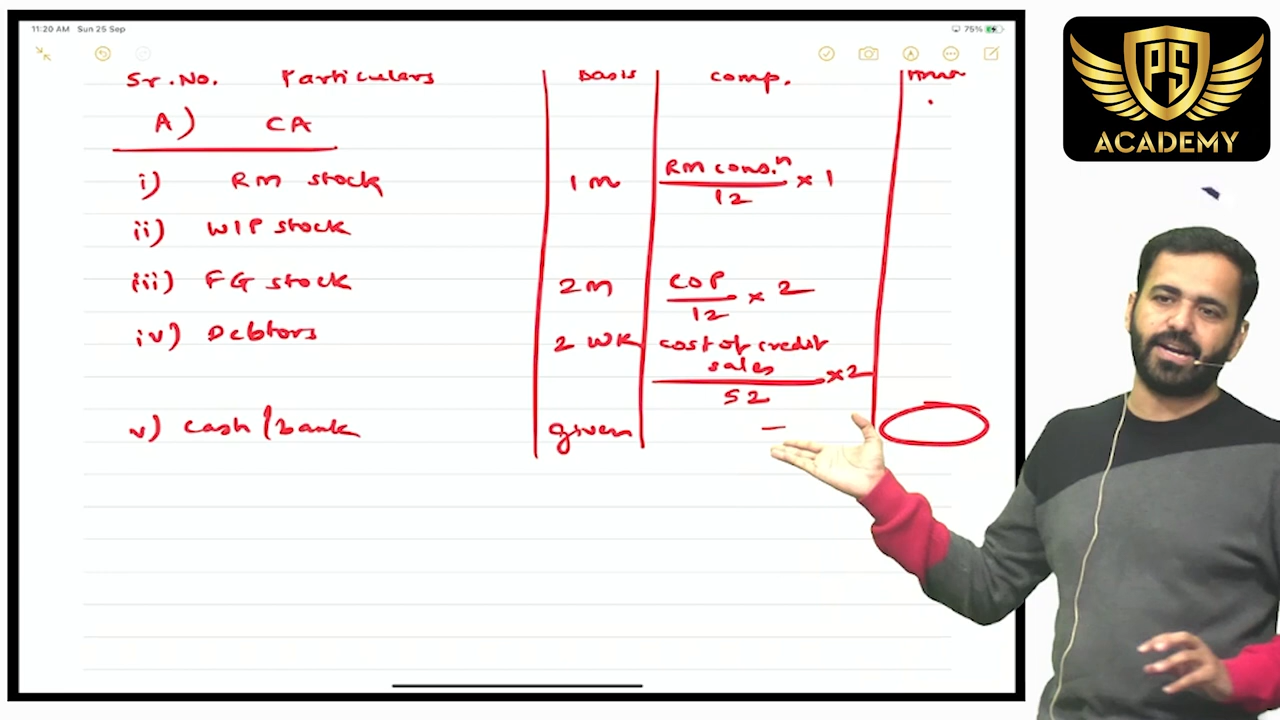 11:20 AM Sun 25 Sep
75%
Sr.No. Particulars Basis comp.
A) CA
i) RM stock 1m RM cons.n / 12 × 1
ii) WIP stock
iii) FG stock 2m COP / 12 × 2
iv) Debtors 2 WK cost of credit sales / 52 × 2
v) cash/bank given -
PS
ACADEMY